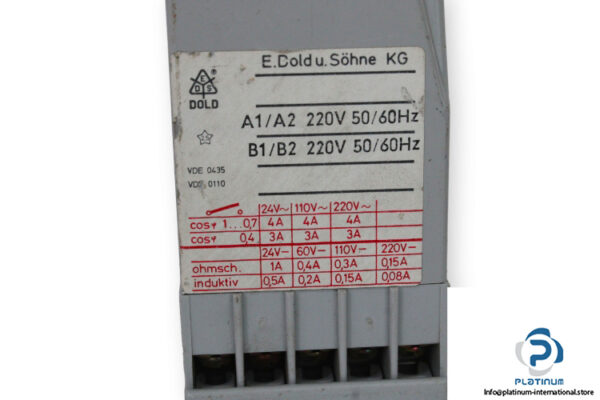 E.Dold u. Söhne KG
E D S ®
DOLD
A1/A2 220V 50/60Hz
B1/B2 220V 50/60Hz
VDE 0435
VDE 0110
24V~ 110V~ 220V~
cosφ 1...0,7 4A 4A 4A
cosφ 0,4 3A 3A 3A
24V– 60V– 110V– 220V–
ohmsch. 1A 0,4A 0,3A 0,15A
induktiv 0,5A 0,2A 0,15A 0,08A
PLATINUM
www.platinum-international.store